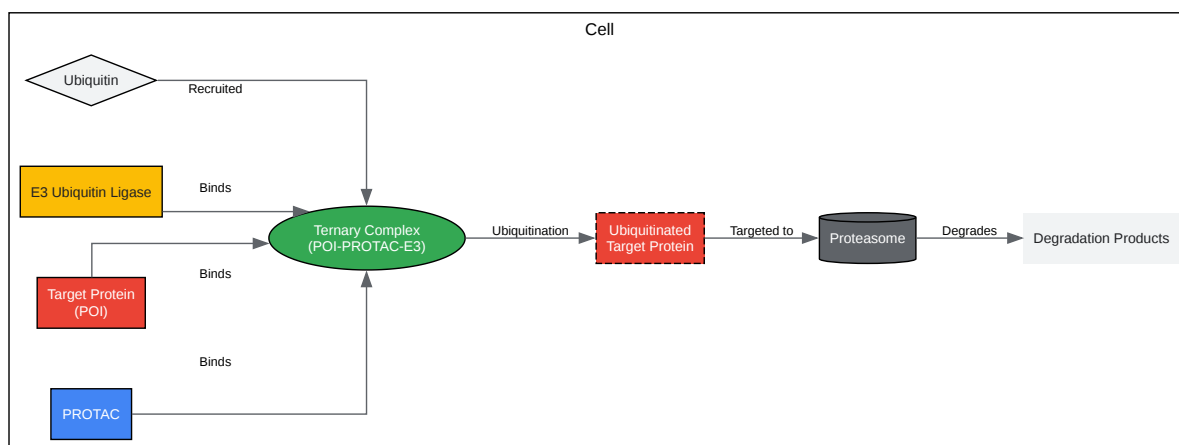 Cell
Ubiquitin
Recruited
E3 Ubiquitin Ligase
Binds
Ternary Complex
(POI-PROTAC-E3)
Ubiquitination
Ubiquitinated
Target Protein
Targeted to
Proteasome
Degrades
Degradation Products
Binds
Target Protein
(POI)
Binds
PROTAC